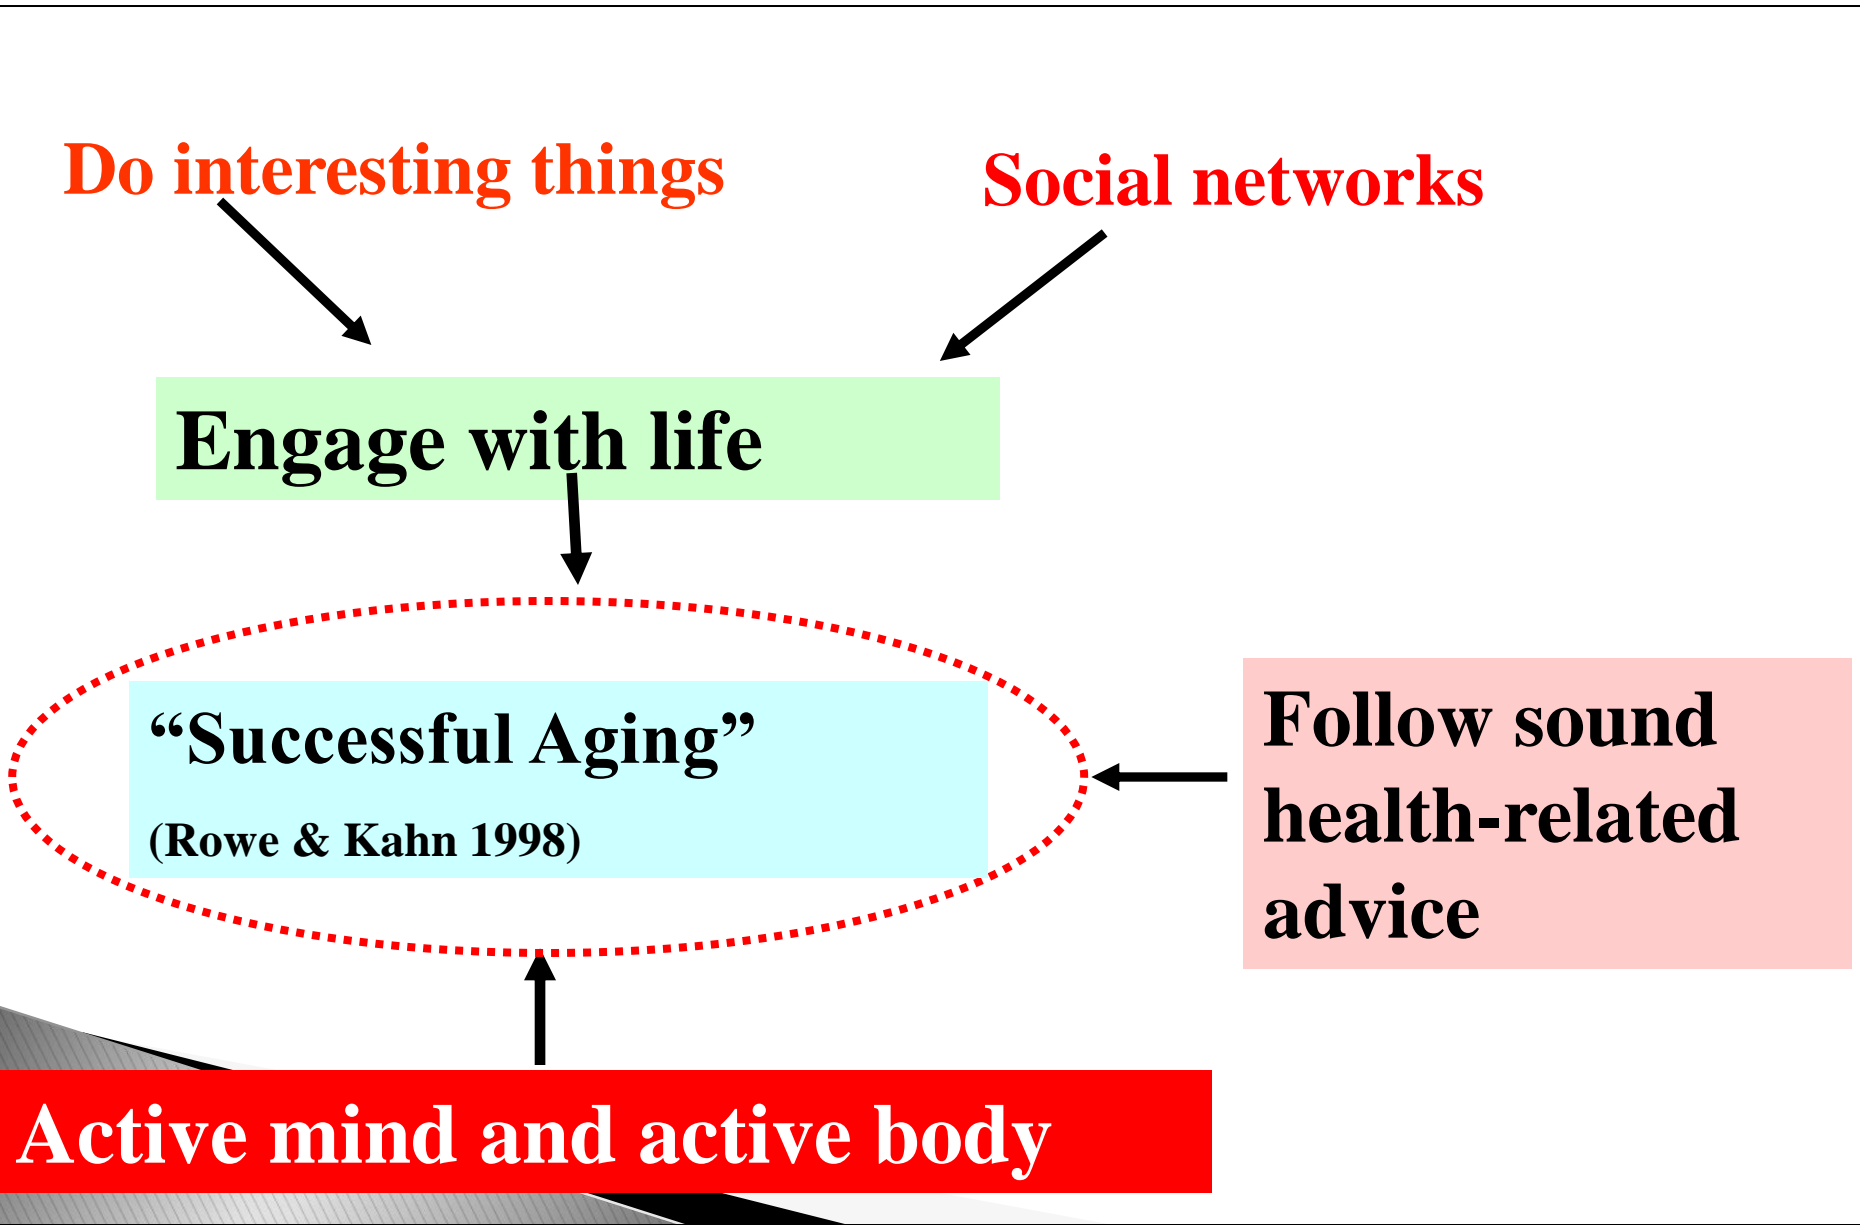 Do interesting things
Social networks
Engage with life
“Successful Aging”
(Rowe & Kahn 1998)
Follow sound
health-related
advice
Active mind and active body